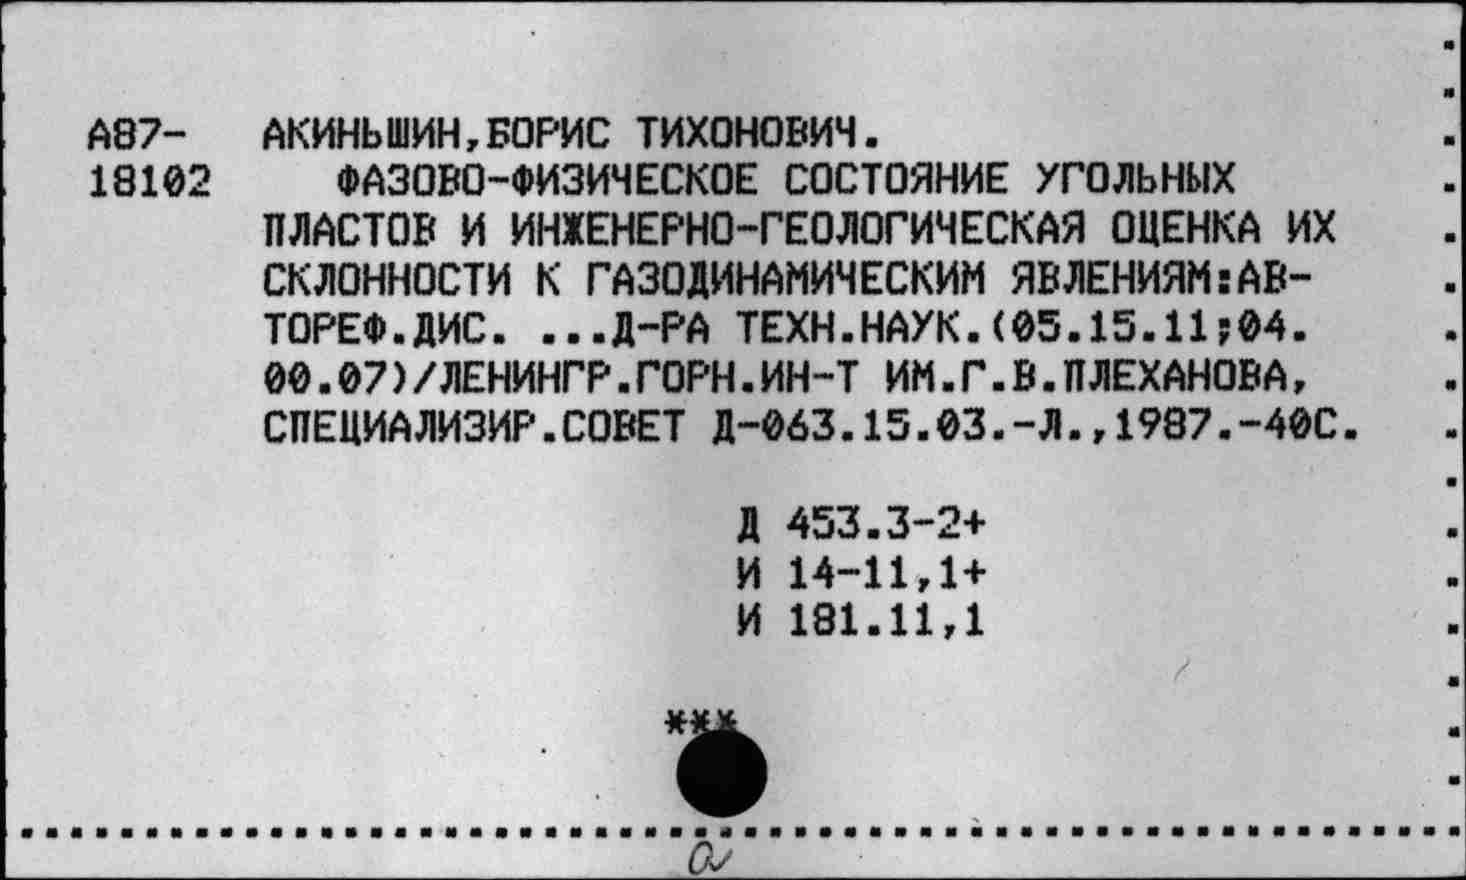 А87- АКИНЬШИН,БОРИС ТИХОНОВИЧ.
18102 ФАЗОВО-ФИЗИЧЕСКОЕ СОСТОЯНИЕ УГОЛЬНЫХ
ПЛАСТОВ И ИНЖЕНЕРНО-ГЕОЛОГИЧЕСКАЯ ОЦЕНКА ИХ
СКЛОННОСТИ К ГАЗОДИНАМИЧЕСКИМ ЯВЛЕНИЯМ:АВ-
ТОРЕФ.ДИС. ...Д-РА ТЕХН.НАУК.(05.15.11;04.
00.07)/ЛЕНИНГР.ГОРН.ИН-Т ИМ.Г.В.ПЛЕХАНОВА,
СПЕЦИАЛИЗИР.СОВЕТ Д-063.15.03.-Л.,1987.-40С.
Д 453.3-2+
И 14-11,1+
И 181.11,1
***